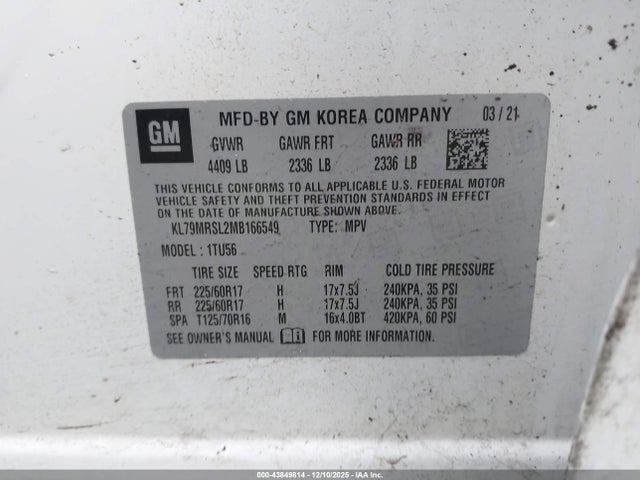 GM MFD-BY GM KOREA COMPANY 03/21
GVWR GAWR FRT GAWR RR
4409 LB 2336 LB 2336 LB
THIS VEHICLE CONFORMS TO ALL APPLICABLE U.S. FEDERAL MOTOR
VEHICLE SAFETY AND THEFT PREVENTION STANDARDS IN EFFECT
ON THE DATE OF MANUFACTURE SHOWN ABOVE.
KL79MRSL2MB166549 TYPE: MPV
MODEL: 1TU56
TIRE SIZE SPEED RTG RIM COLD TIRE PRESSURE
FRT 225/60R17 H 17x7.5J 240KPA, 35 PSI
RR 225/60R17 H 17x7.5J 240KPA, 35 PSI
SPA T125/70R16 M 16x4.0BT 420KPA, 60 PSI
SEE OWNER'S MANUAL FOR MORE INFORMATION.
00-43849814 - 12/10/2025 - IAA